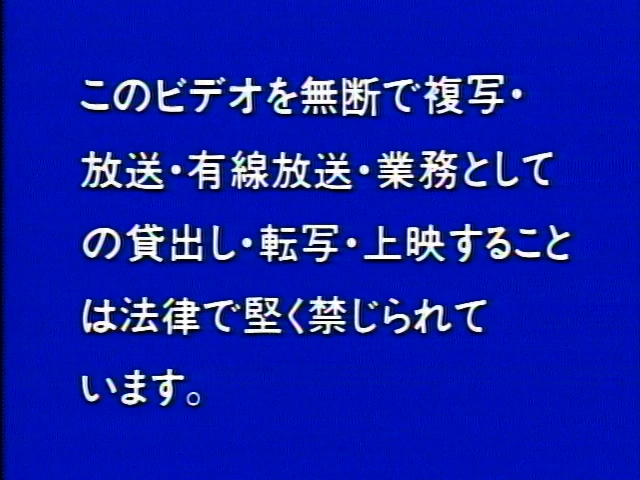 このビデオを無断で複写・
放送・有線放送・業務として
の貸出し・転写・上映すること
は法律で堅く禁じられて
います。